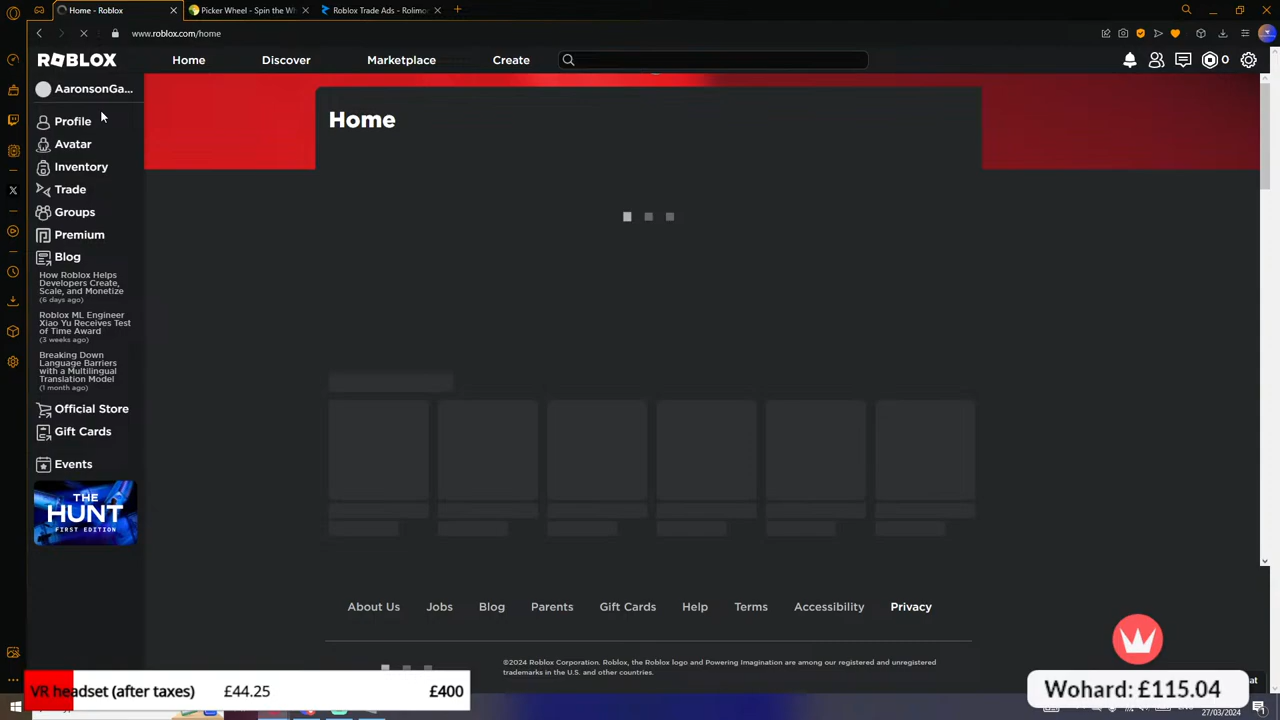 Home - Roblox
Picker Wheel - Spin the Wh
Roblox Trade Ads - Rolimo
www.roblox.com/home
ROBLOX
Home
Discover
Marketplace
Create
0
AaronsonGa...
Profile
Avatar
Inventory
Trade
Groups
Premium
Blog
How Roblox Helps
Developers Create,
Scale, and Monetize
(6 days ago)
Roblox ML Engineer
Xiao Yu Receives Test
of Time Award
(3 weeks ago)
Breaking Down
Language Barriers
with a Multilingual
Translation Model
(1 month ago)
Official Store
Gift Cards
Events
THE
HUNT
FIRST EDITION
Home
About Us
Jobs
Blog
Parents
Gift Cards
Help
Terms
Accessibility
Privacy
©2024 Roblox Corporation. Roblox, the Roblox logo and Powering Imagination are among our registered and unregistered
trademarks in the U.S. and other countries.
VR headset (after taxes) £44.25 £400
Wohard: £115.04
27/03/2024